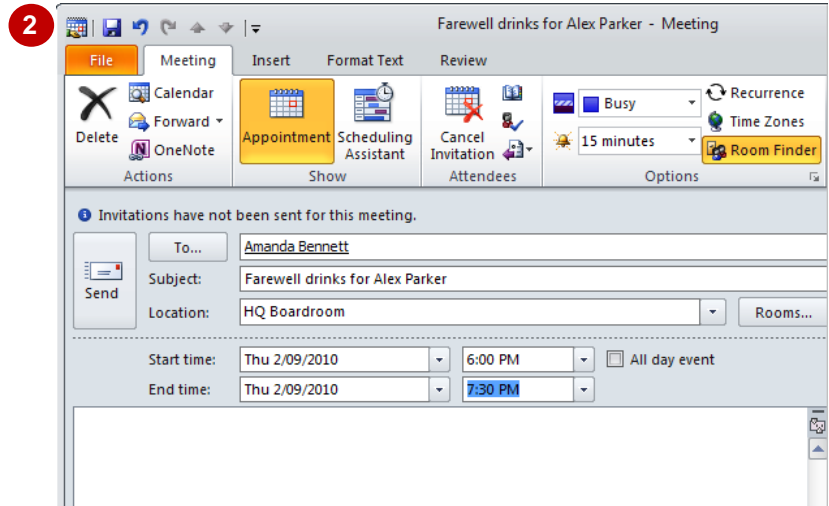 2
Farewell drinks for Alex Parker - Meeting
File Meeting Insert Format Text Review
Delete
Calendar
Forward
OneNote
Actions
Appointment
Scheduling
Assistant
Show
Cancel
Invitation
Attendees
Busy
15 minutes
Recurrence
Time Zones
Room Finder
Options
Invitations have not been sent for this meeting.
Send
To... Amanda Bennett
Subject: Farewell drinks for Alex Parker
Location: HQ Boardroom Rooms...
Start time: Thu 2/09/2010 6:00 PM All day event
End time: Thu 2/09/2010 7:30 PM